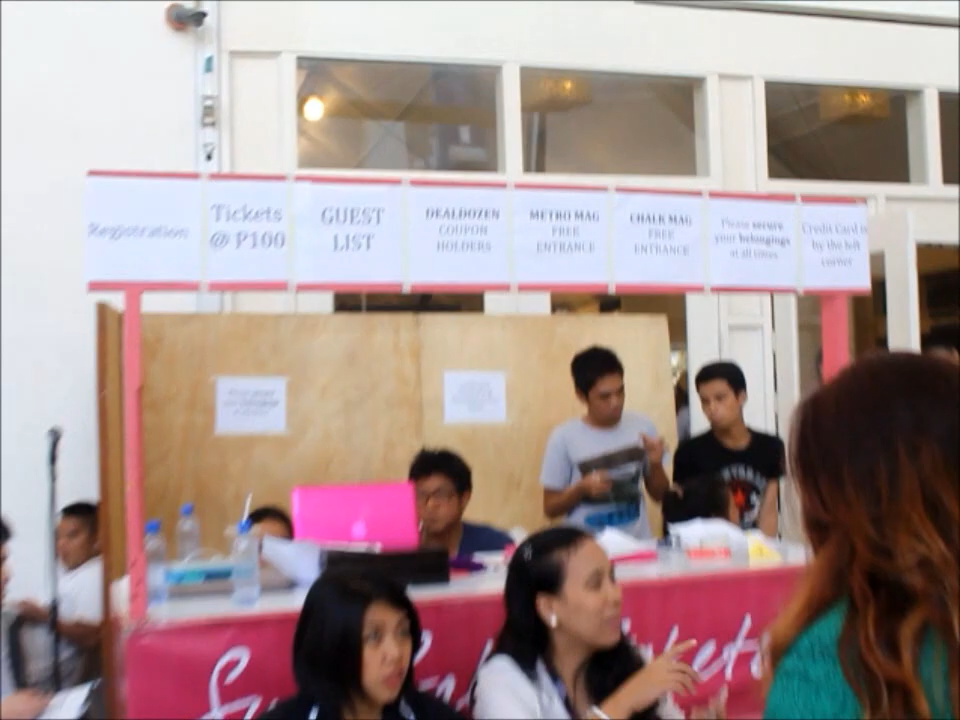 Registration
Tickets
@ P100
GUEST
LIST
DEALDOZEN
COUPON
HOLDERS
METRO MAG
FREE
ENTRANCE
CHALK MAG
FREE
ENTRANCE
Please secure
your belongings
at all times
Credit Card is
by the left
corner